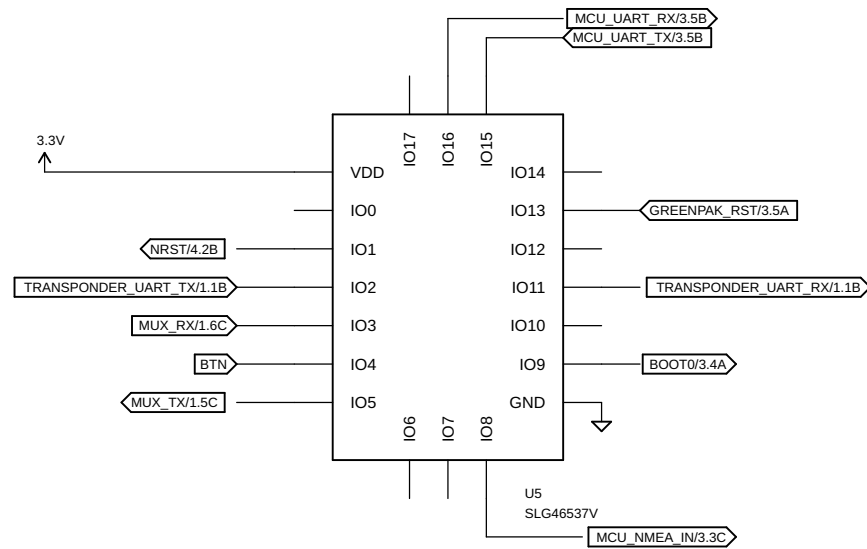 MCU_UART_RX/3.5B
MCU_UART_TX/3.5B
3.3V
IO17
IO16
IO15
VDD
IO14
IO0
IO13
GREENPAK_RST/3.5A
NRST/4.2B
IO1
IO12
TRANSPONDER_UART_TX/1.1B
IO2
IO11
TRANSPONDER_UART_RX/1.1B
MUX_RX/1.6C
IO3
IO10
BTN
IO4
IO9
BOOT0/3.4A
MUX_TX/1.5C
IO5
GND
IO6
IO7
IO8
U5
SLG46537V
MCU_NMEA_IN/3.3C